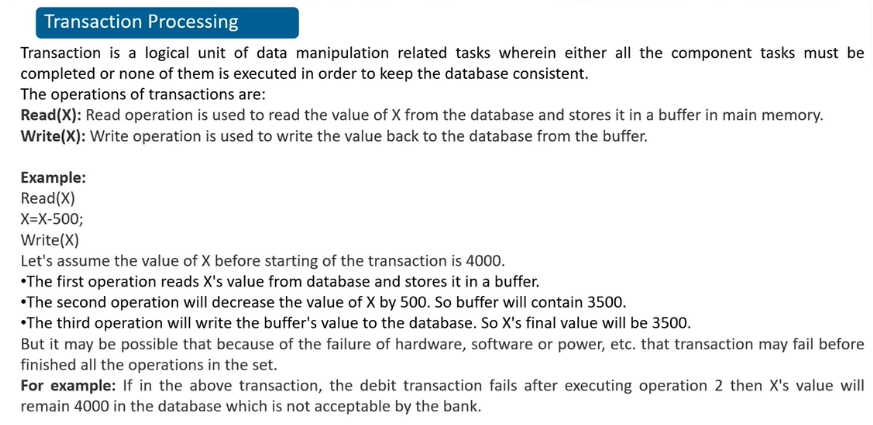 Transaction Processing
Transaction is a logical unit of data manipulation related tasks wherein either all the component tasks must be
completed or none of them is executed in order to keep the database consistent.
The operations of transactions are:
Read(X): Read operation is used to read the value of X from the database and stores it in a buffer in main memory.
Write(X): Write operation is used to write the value back to the database from the buffer.
Example:
Read(X)
X=X-500;
Write(X)
Let's assume the value of X before starting of the transaction is 4000.
•The first operation reads X's value from database and stores it in a buffer.
•The second operation will decrease the value of X by 500. So buffer will contain 3500.
•The third operation will write the buffer's value to the database. So X's final value will be 3500.
But it may be possible that because of the failure of hardware, software or power, etc. that transaction may fail before
finished all the operations in the set.
For example: If in the above transaction, the debit transaction fails after executing operation 2 then X's value will
remain 4000 in the database which is not acceptable by the bank.